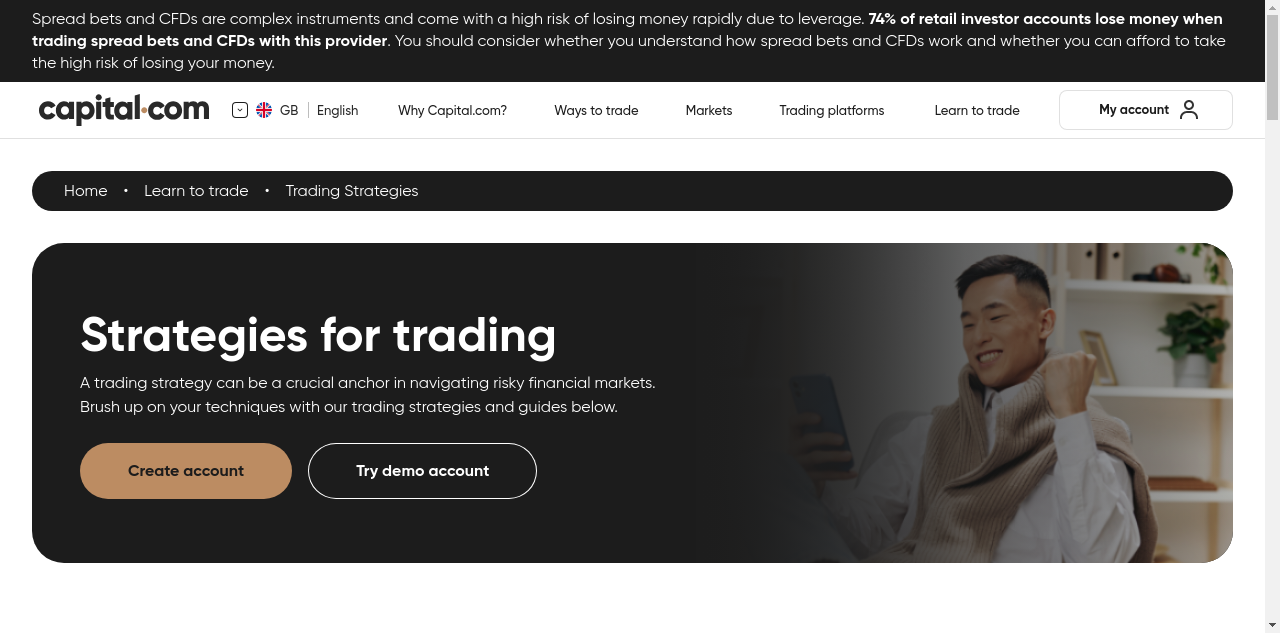 Spread bets and CFDs are complex instruments and come with a high risk of losing money rapidly due to leverage. 74% of retail investor accounts lose money when
trading spread bets and CFDs with this provider. You should consider whether you understand how spread bets and CFDs work and whether you can afford to take
the high risk of losing your money.
capital.com GB English Why Capital.com? Ways to trade Markets Trading platforms Learn to trade My account
Home • Learn to trade • Trading Strategies
Strategies for trading
A trading strategy can be a crucial anchor in navigating risky financial markets.
Brush up on your techniques with our trading strategies and guides below.
Create account Try demo account